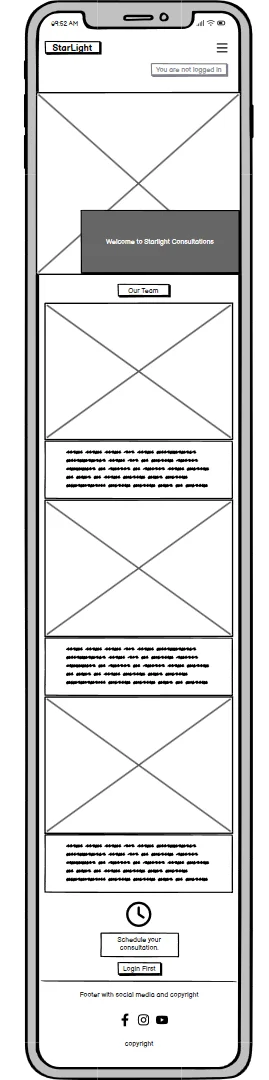 09:52 AM
StarLight
You are not logged in
Welcome to Starlight Consultations
Our Team
Schedule your
consultation.
Login First
Footer with social media and copyright
copyright